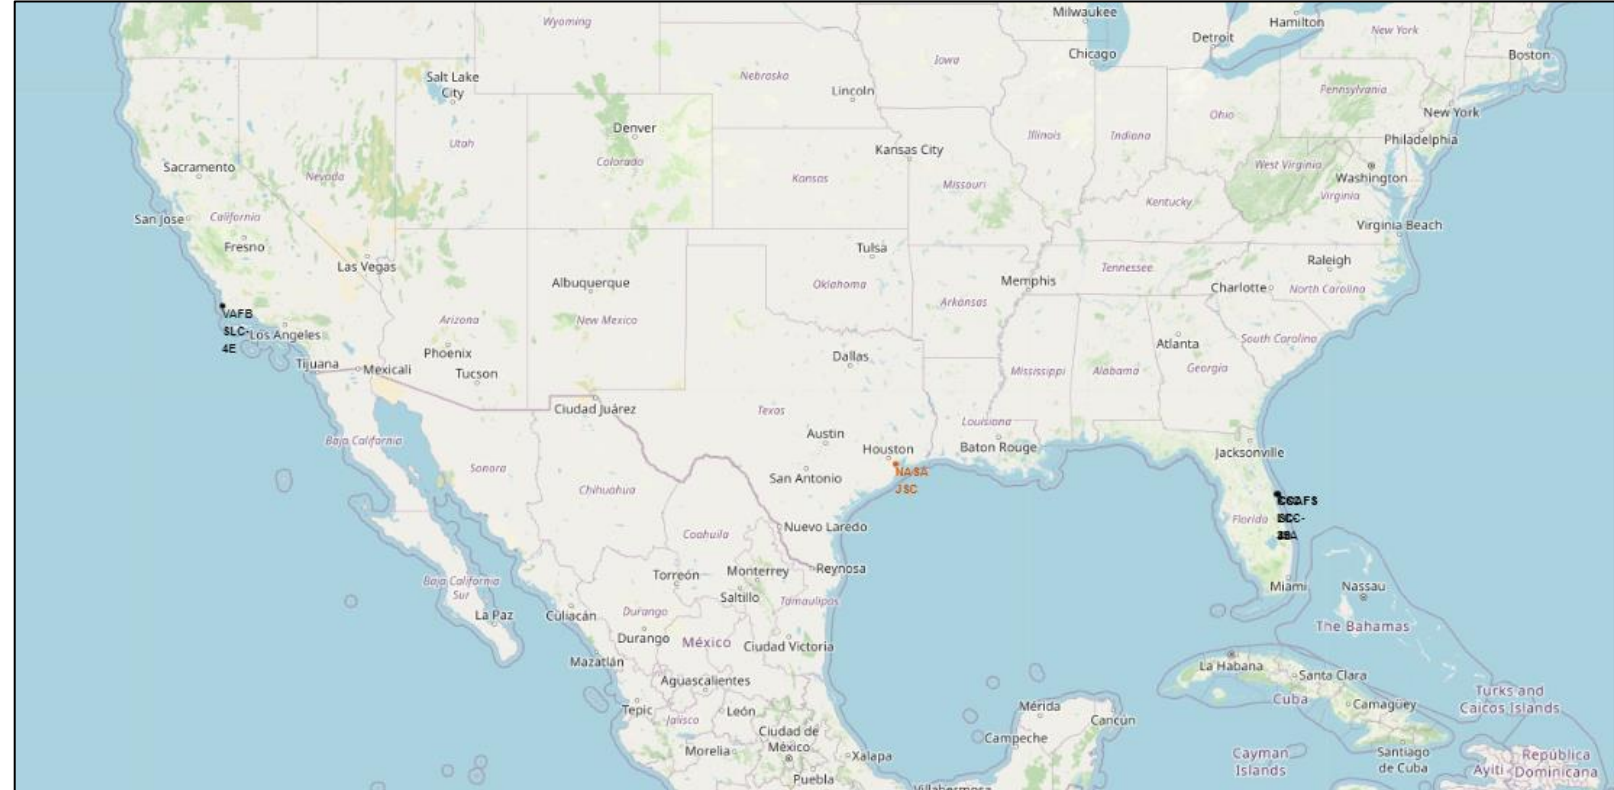 Wyoming
Milwaukee
Hamilton
New York
Detroit
Chicago
Boston
Iowa
Salt Lake
City
Nebraska
Lincoln
Pennsylvania
New York
Ohio
Denver
Illinois
Indiana
Philadelphia
Utah
Kansas City
Colorado
Sacramento
Nevada
Kansas
Missouri
West Virginia
Washington
Virginia
Kentucky
San Jose
California
Virginia Beach
Fresno
Tulsa
Las Vegas
Raleigh
Tennessee
Albuquerque
Oklahoma
Memphis
Charlotte
North Carolina
Arkansas
VAFB
SLC-
4E
Los Angeles
Arizona
New Mexico
South Carolina
Atlanta
Phoenix
Dallas
Tijuana
Mexicali
Tucson
Mississippi
Alabama
Georgia
Ciudad Juárez
Texas
Louisiana
Austin
Baja California
Houston
Baton Rouge
Jacksonville
Sonora
NASA
JSC
San Antonio
Chihuahua
Florida
Nuevo Laredo
Coahuila
Reynosa
Torreón
Monterrey
Baja California
Sur
Miami
Nassau
Saltillo
Tamaulipas
La Paz
Culiacán
Durango
The Bahamas
Durango
México
Ciudad Victoria
Mazatlán
La Habana
Santa Clara
Aguascalientes
Turks and
Caicos Islands
Cuba
Camagüey
Tepic
León
Mérida
Jalisco
Cancún
Ciudad de
México
Campeche
Morelia
Xalapa
Cayman
Islands
Santiago
de Cuba
República
Dominicana
Ayiti
Puebla
Villahermosa